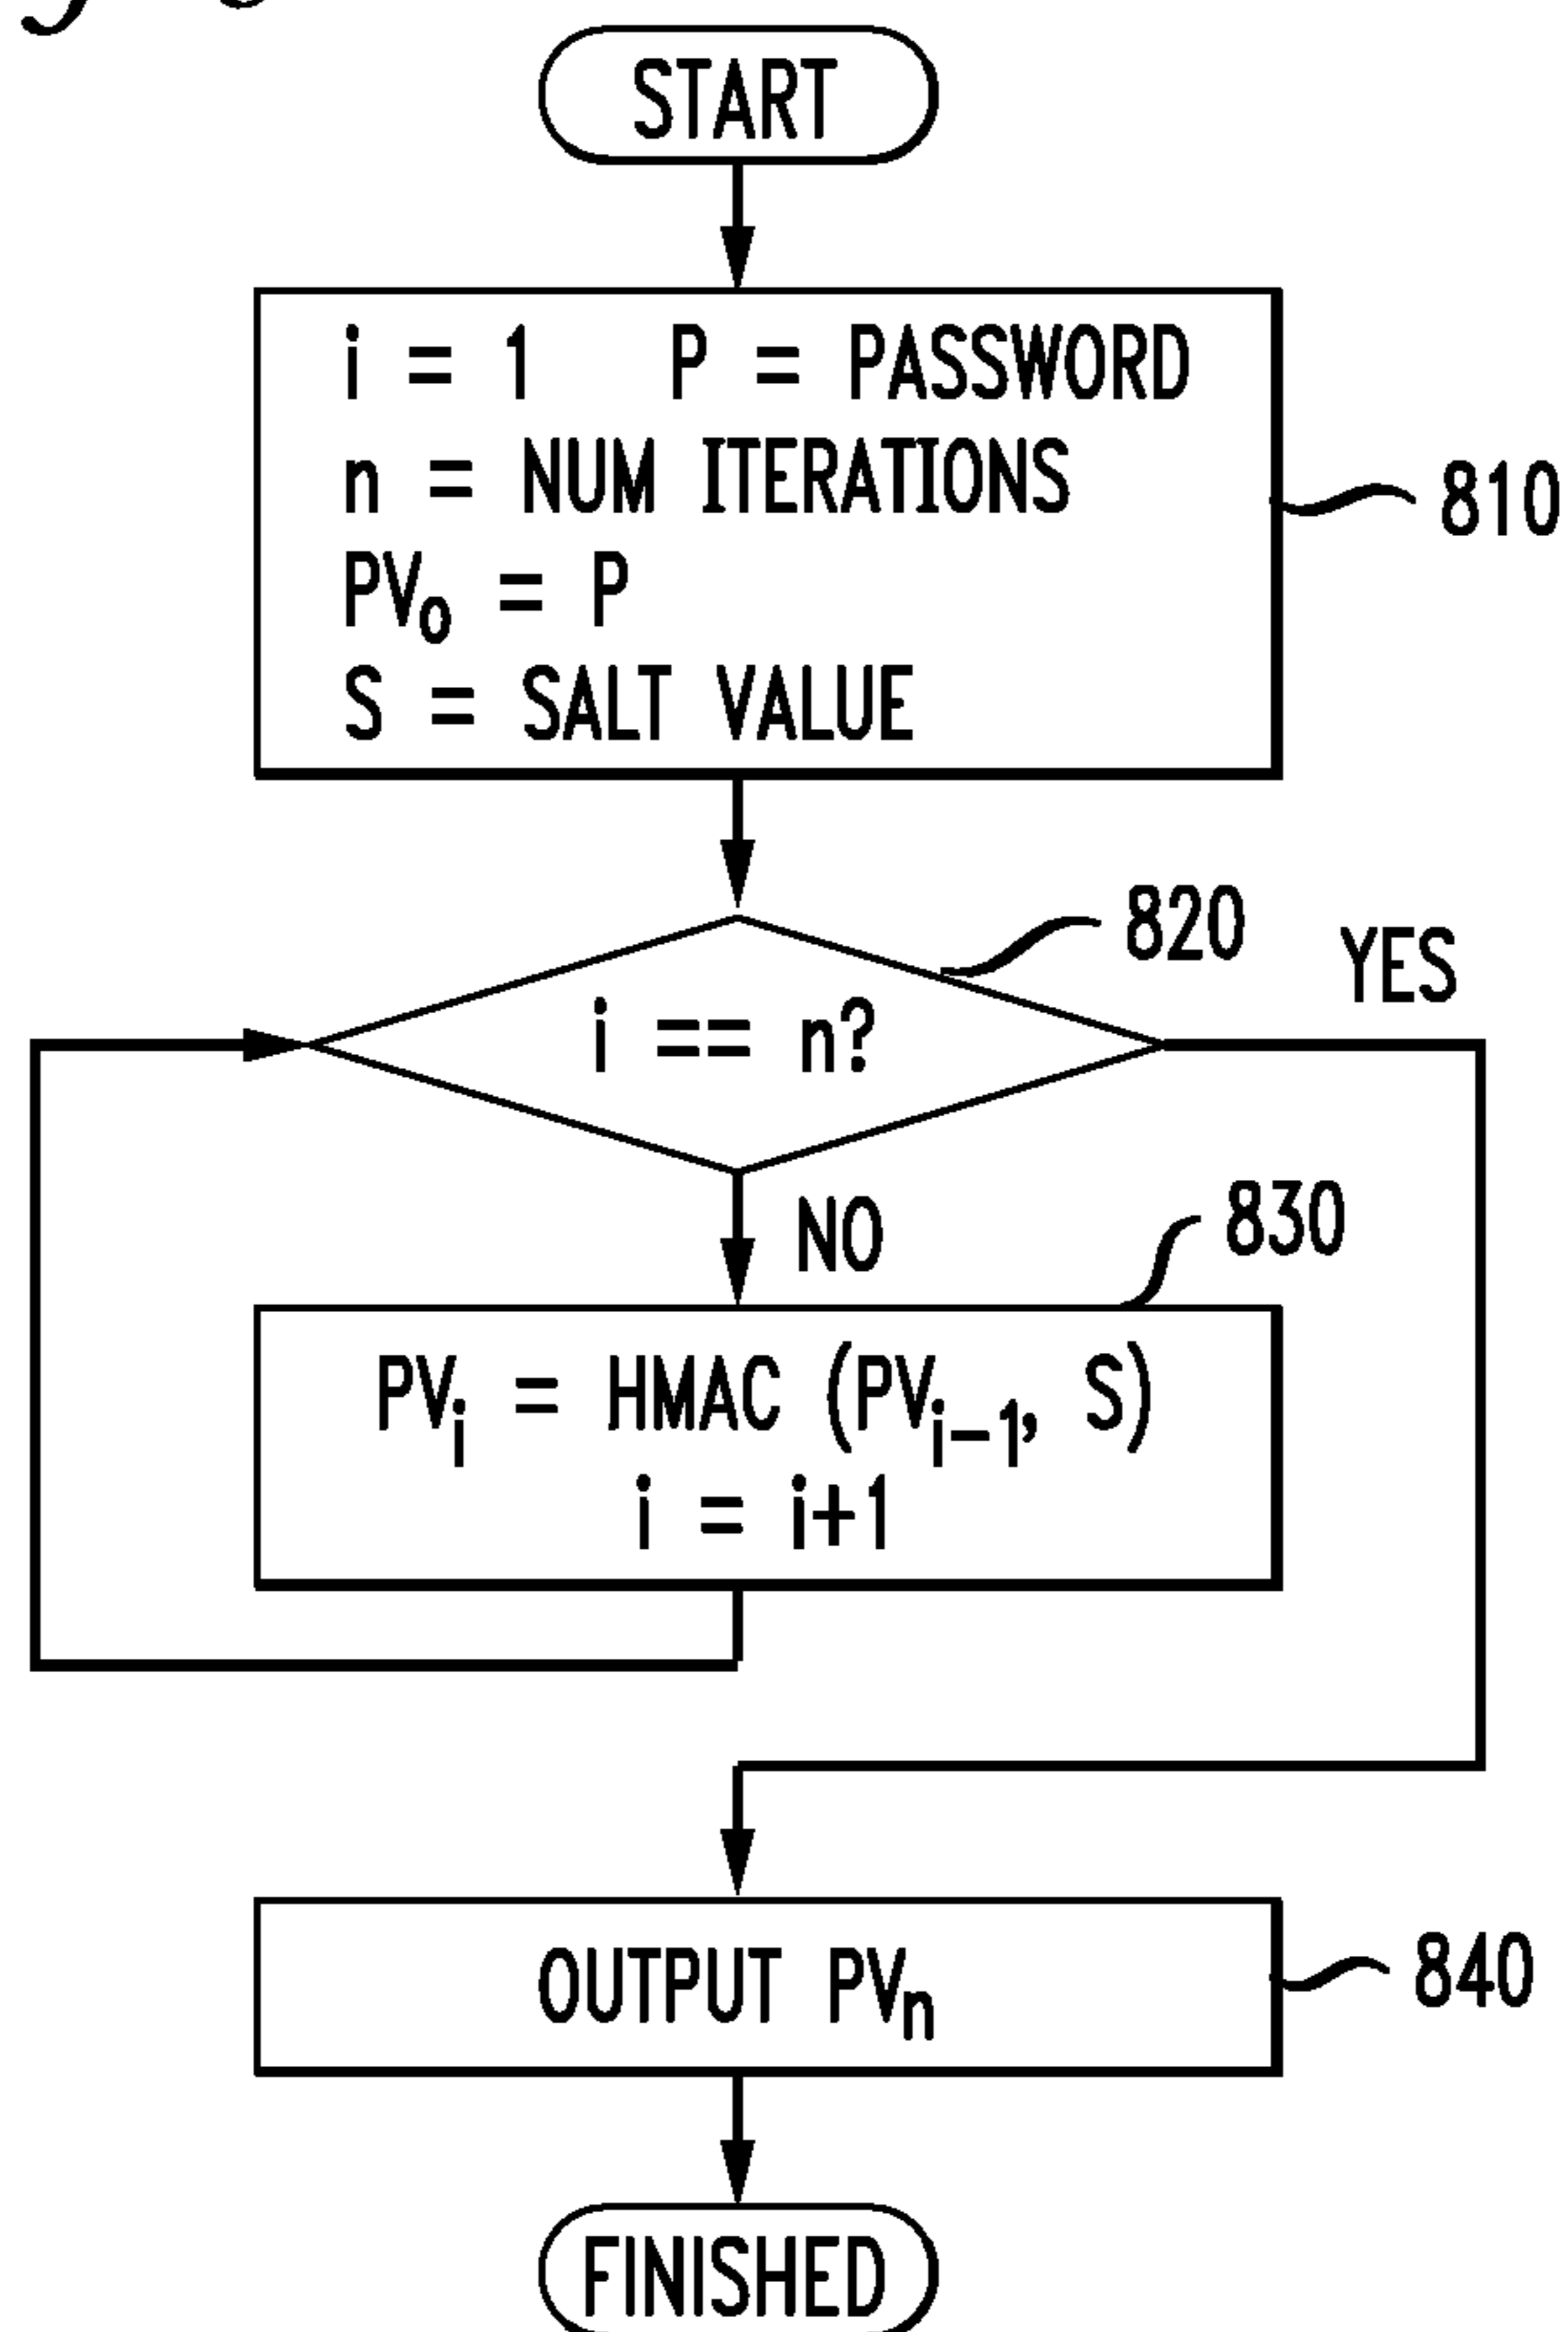 START
i = 1 P = PASSWORD
n = NUM ITERATIONS
PV₀ = P
S = SALT VALUE
810
820
YES
i == n?
NO
830
PVᵢ = HMAC (PVᵢ₋₁, S)
i = i+1
OUTPUT PVₙ
840
FINISHED